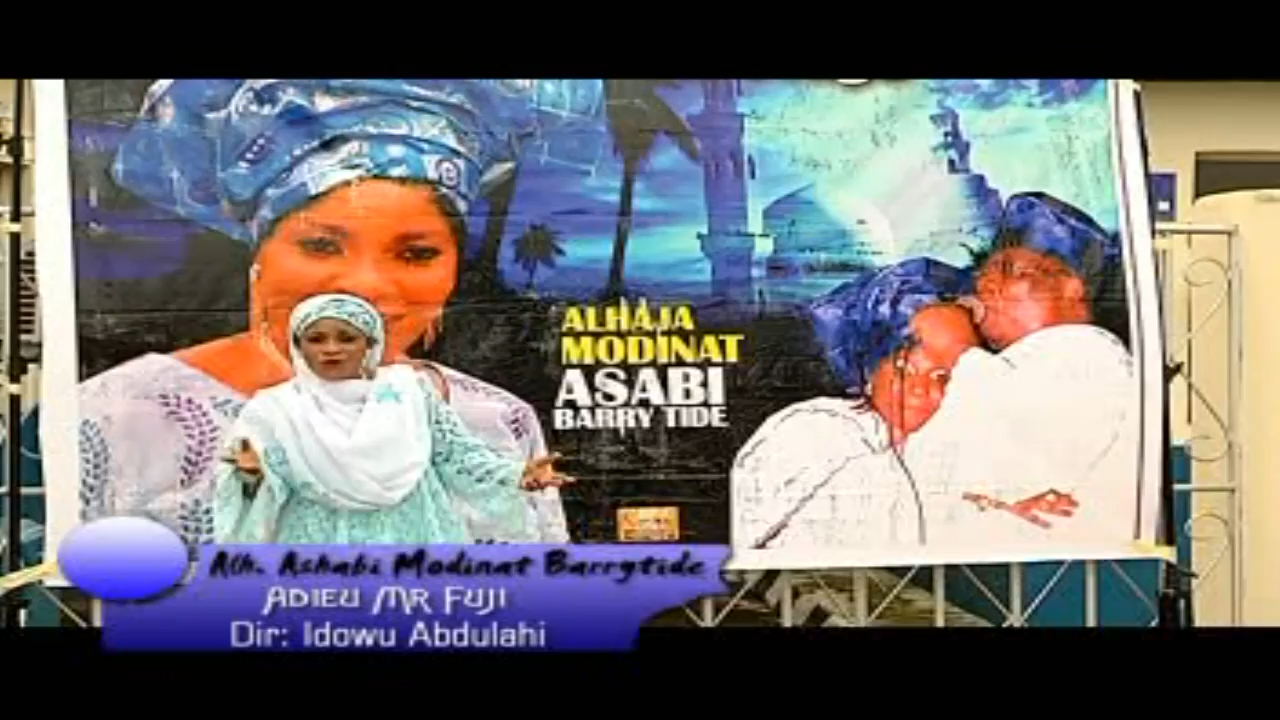 ALHAJA
MODINAT
ASABI
BARRY TIDE
Alh. Ashabi Modinat Barrytide
ADIEU MR FUJI
Dir: Idowu Abdulahi